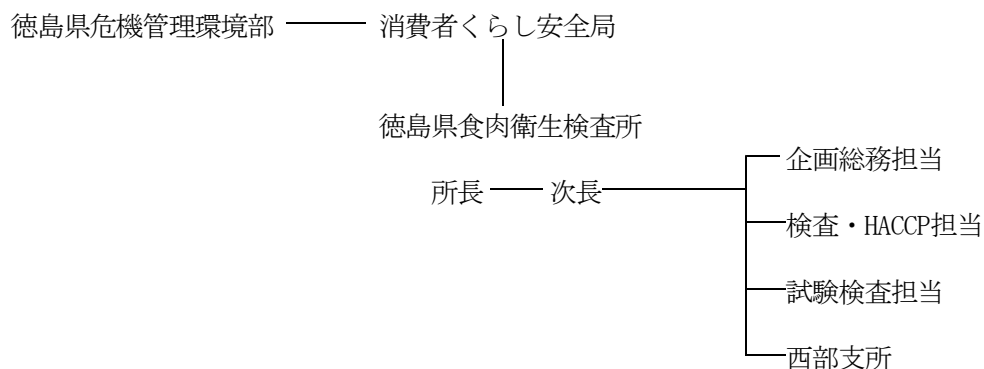 徳島県危機管理環境部 消費者くらし安全局
徳島県食肉衛生検査所
企画総務担当
所長 次長
検査・HACCP担当
試験検査担当
西部支所